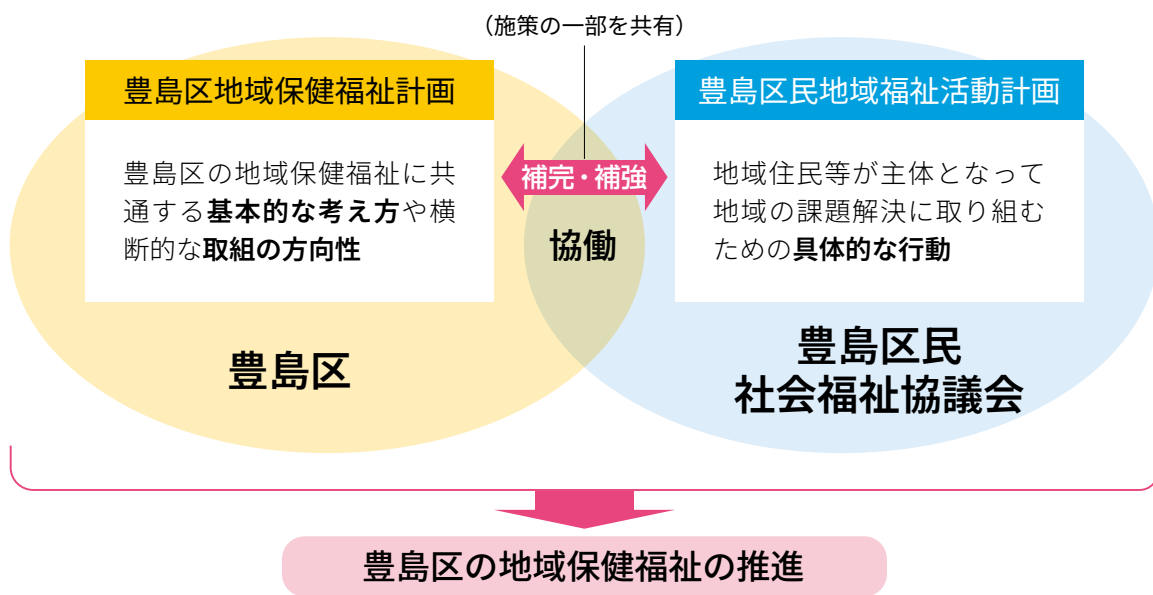 （施策の一部を共有）
豊島区地域保健福祉計画
豊島区の地域保健福祉に共
通する基本的な考え方や横
断的な取組の方向性
豊島区
補完・補強
協働
豊島区民地域福祉活動計画
地域住民等が主体となって
地域の課題解決に取り組む
ための具体的な行動
豊島区民
社会福祉協議会
豊島区の地域保健福祉の推進